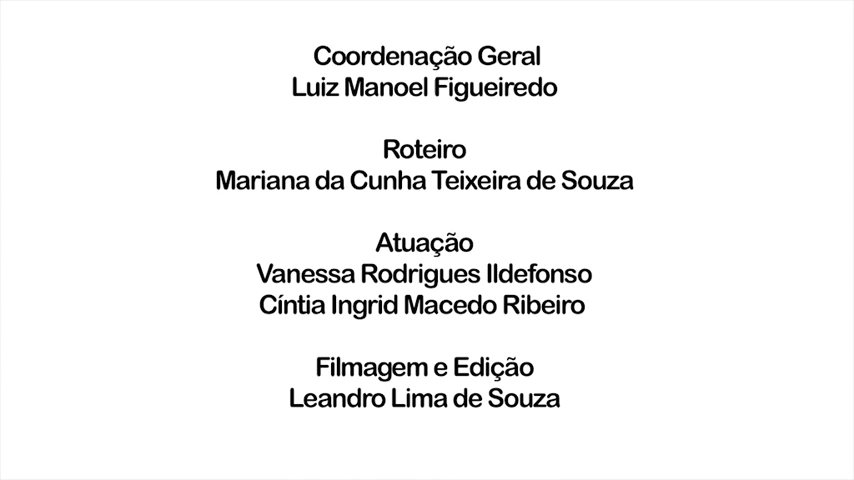 Coordenação Geral
Luiz Manoel Figueiredo
Roteiro
Mariana da Cunha Teixeira de Souza
Atuação
Vanessa Rodrigues Ildefonso
Cíntia Ingrid Macedo Ribeiro
Filmagem e Edição
Leandro Lima de Souza